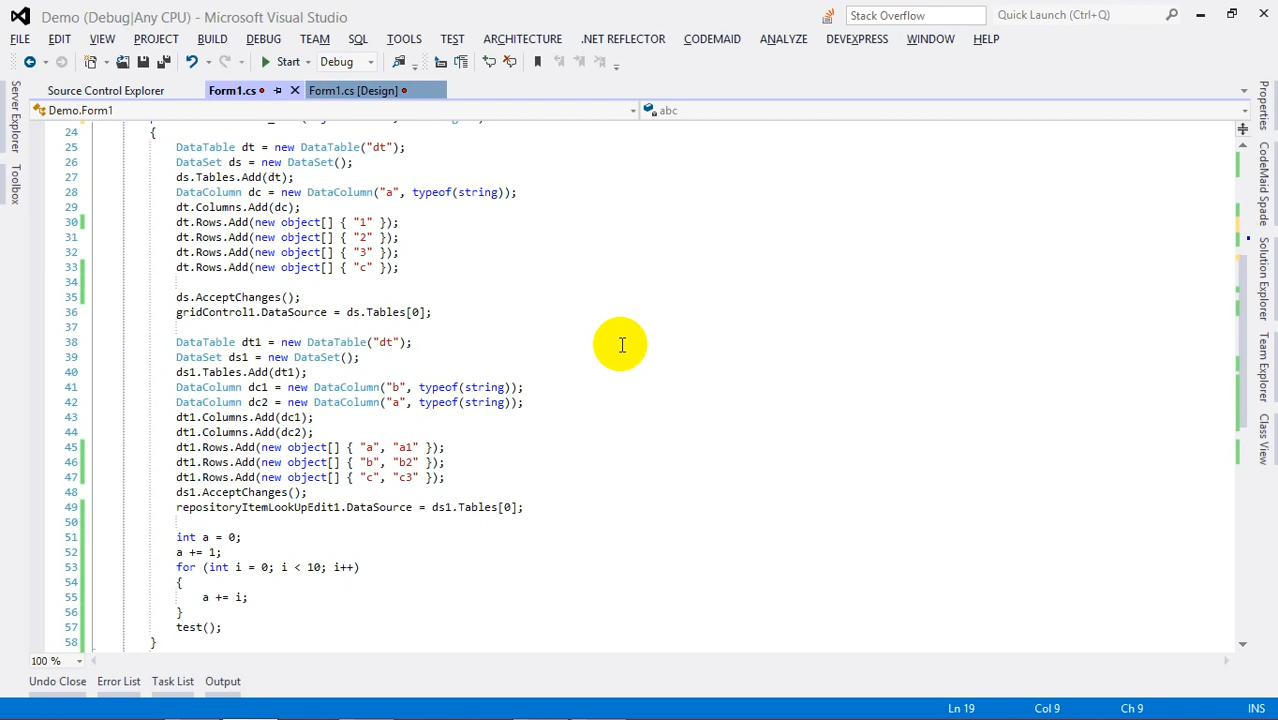 Demo (Debug|Any CPU) - Microsoft Visual Studio
Stack Overflow
Quick Launch (Ctrl+Q)
FILE EDIT VIEW PROJECT BUILD DEBUG TEAM SQL TOOLS TEST ARCHITECTURE .NET REFLECTOR CODEMAID ANALYZE DEVEXPRESS WINDOW HELP
Start Debug
Source Control Explorer Form1.cs Form1.cs [Design]
Demo.Form1 abc
Server Explorer
Toolbox
24 {
25 DataTable dt = new DataTable("dt");
26 DataSet ds = new DataSet();
27 ds.Tables.Add(dt);
28 DataColumn dc = new DataColumn("a", typeof(string));
29 dt.Columns.Add(dc);
30 dt.Rows.Add(new object[] { "1" });
31 dt.Rows.Add(new object[] { "2" });
32 dt.Rows.Add(new object[] { "3" });
33 dt.Rows.Add(new object[] { "c" });
34
35 ds.AcceptChanges();
36 gridControl1.DataSource = ds.Tables[0];
37
38 DataTable dt1 = new DataTable("dt");
39 DataSet ds1 = new DataSet();
40 ds1.Tables.Add(dt1);
41 DataColumn dc1 = new DataColumn("b", typeof(string));
42 DataColumn dc2 = new DataColumn("a", typeof(string));
43 dt1.Columns.Add(dc1);
44 dt1.Columns.Add(dc2);
45 dt1.Rows.Add(new object[] { "a", "a1" });
46 dt1.Rows.Add(new object[] { "b", "b2" });
47 dt1.Rows.Add(new object[] { "c", "c3" });
48 ds1.AcceptChanges();
49 repositoryItemLookUpEdit1.DataSource = ds1.Tables[0];
50
51 int a = 0;
52 a += 1;
53 for (int i = 0; i < 10; i++)
54 {
55 a += i;
56 }
57 test();
58 }
Properties
CodeMaid Spade
Solution Explorer
Team Explorer
Class View
100 %
Undo Close Error List Task List Output
Ln 19 Col 9 Ch 9 INS